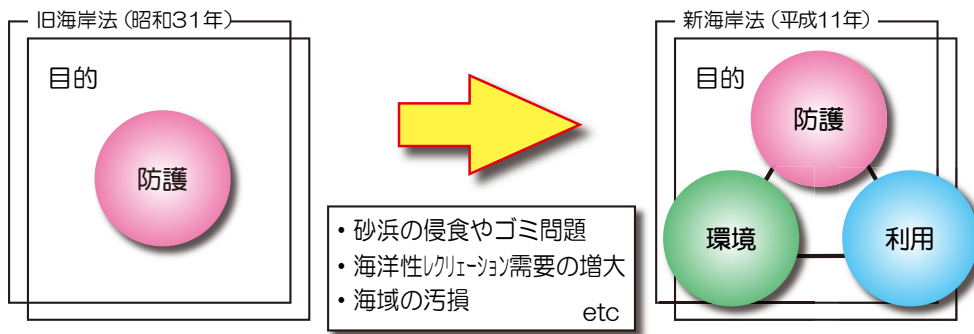 旧海岸法（昭和31年）
目的
防護
・砂浜の侵食やゴミ問題
・海洋性ﾚｸﾘｪｰｼｮﾝ需要の増大
・海域の汚損
etc
新海岸法（平成11年）
目的
防護
環境
利用